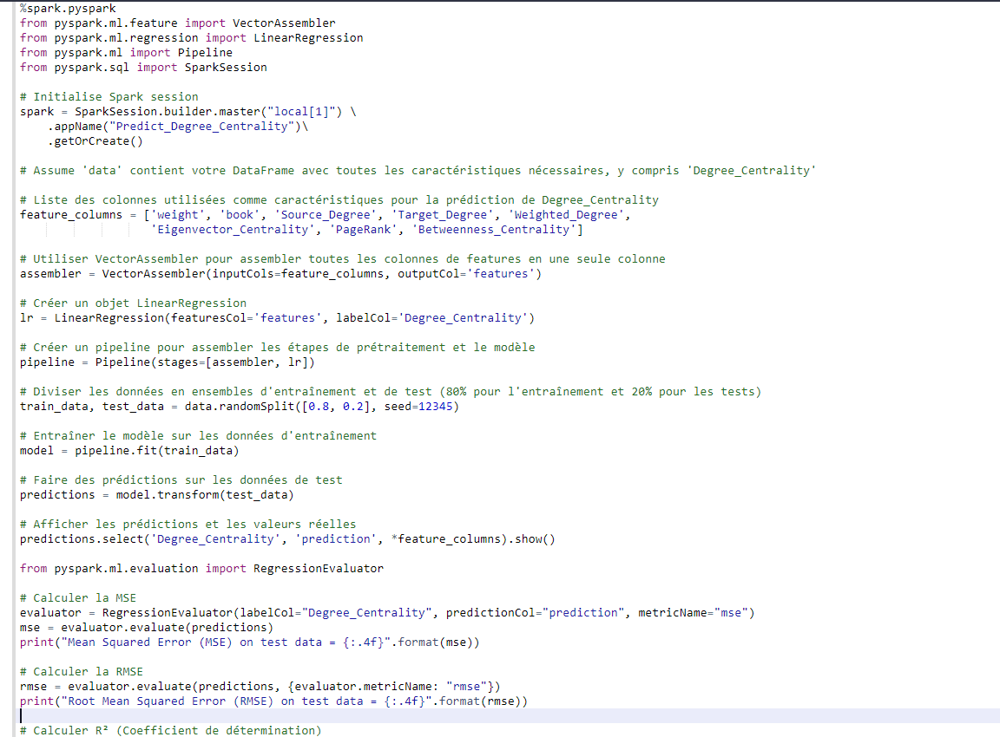 %spark.pyspark
from pyspark.ml.feature import VectorAssembler
from pyspark.ml.regression import LinearRegression
from pyspark.ml import Pipeline
from pyspark.sql import SparkSession

# Initialise Spark session
spark = SparkSession.builder.master("local[1]") \
    .appName("Predict_Degree_Centrality")\
    .getOrCreate()

# Assume 'data' contient votre DataFrame avec toutes les caractéristiques nécessaires, y compris 'Degree_Centrality'

# Liste des colonnes utilisées comme caractéristiques pour la prédiction de Degree_Centrality
feature_columns = ['weight', 'book', 'Source_Degree', 'Target_Degree', 'Weighted_Degree',
                   'Eigenvector_Centrality', 'PageRank', 'Betweenness_Centrality']

# Utiliser VectorAssembler pour assembler toutes les colonnes de features en une seule colonne
assembler = VectorAssembler(inputCols=feature_columns, outputCol='features')

# Créer un objet LinearRegression
lr = LinearRegression(featuresCol='features', labelCol='Degree_Centrality')

# Créer un pipeline pour assembler les étapes de prétraitement et le modèle
pipeline = Pipeline(stages=[assembler, lr])

# Diviser les données en ensembles d'entraînement et de test (80% pour l'entraînement et 20% pour les tests)
train_data, test_data = data.randomSplit([0.8, 0.2], seed=12345)

# Entraîner le modèle sur les données d'entraînement
model = pipeline.fit(train_data)

# Faire des prédictions sur les données de test
predictions = model.transform(test_data)

# Afficher les prédictions et les valeurs réelles
predictions.select('Degree_Centrality', 'prediction', *feature_columns).show()

from pyspark.ml.evaluation import RegressionEvaluator

# Calculer la MSE
evaluator = RegressionEvaluator(labelCol="Degree_Centrality", predictionCol="prediction", metricName="mse")
mse = evaluator.evaluate(predictions)
print("Mean Squared Error (MSE) on test data = {:.4f}".format(mse))

# Calculer la RMSE
rmse = evaluator.evaluate(predictions, {evaluator.metricName: "rmse"})
print("Root Mean Squared Error (RMSE) on test data = {:.4f}".format(rmse))

# Calculer R² (Coefficient de détermination)